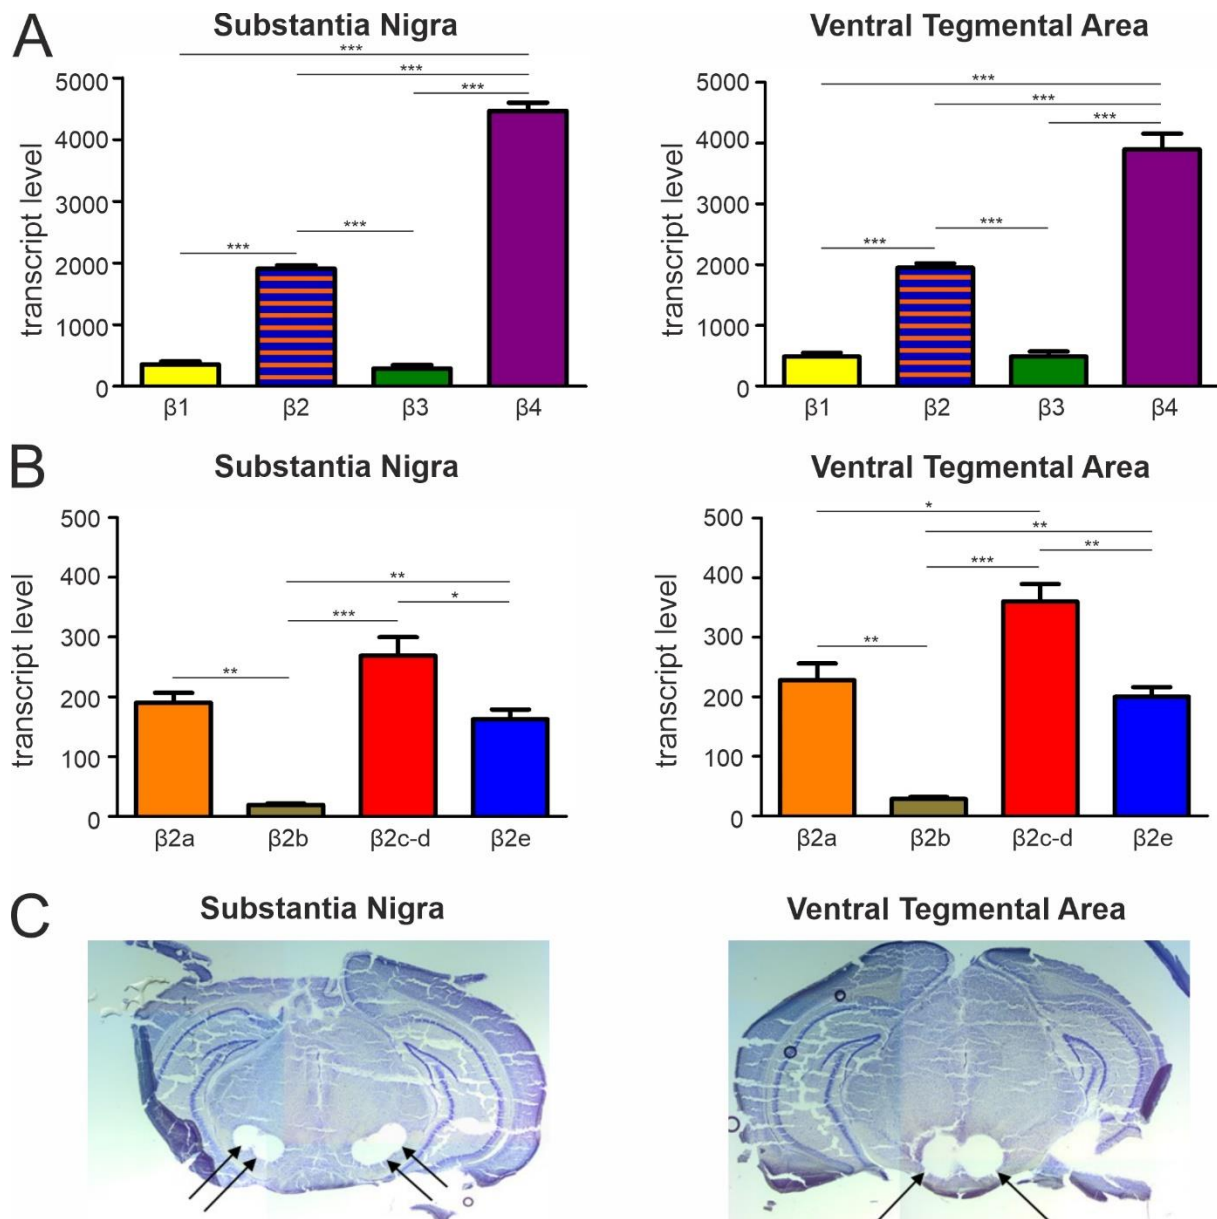 A
Substantia Nigra
Ventral Tegmental Area
***
***
***
***
***
transcript level
5000
4000
3000
2000
1000
0
β1
β2
β3
β4
***
***
***
***
***
transcript level
5000
4000
3000
2000
1000
0
β1
β2
β3
β4
B
Substantia Nigra
Ventral Tegmental Area
**
***
*
**
transcript level
500
400
300
200
100
0
β2a
β2b
β2c-d
β2e
*
**
***
**
**
transcript level
500
400
300
200
100
0
β2a
β2b
β2c-d
β2e
C
Substantia Nigra
Ventral Tegmental Area